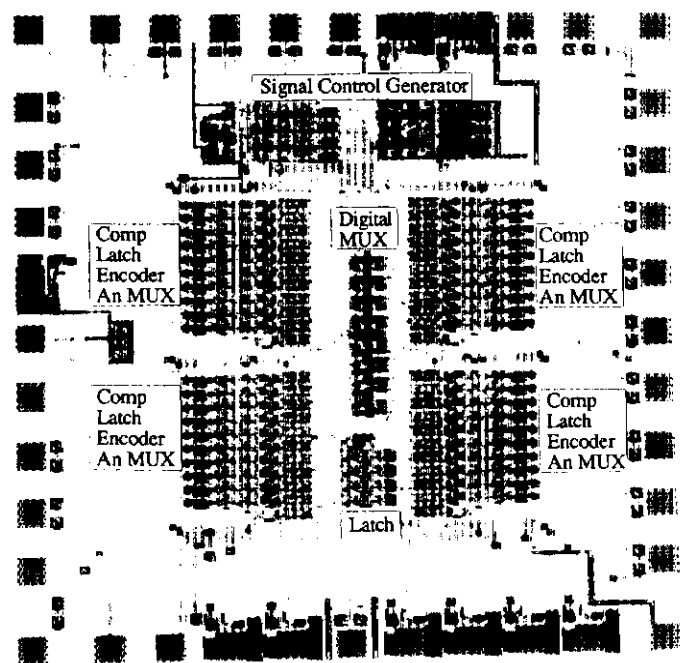 Signal Control Generator
Comp
Latch
Encoder
An MUX
Digital
MUX
Comp
Latch
Encoder
An MUX
Comp
Latch
Encoder
An MUX
Comp
Latch
Encoder
An MUX
Latch